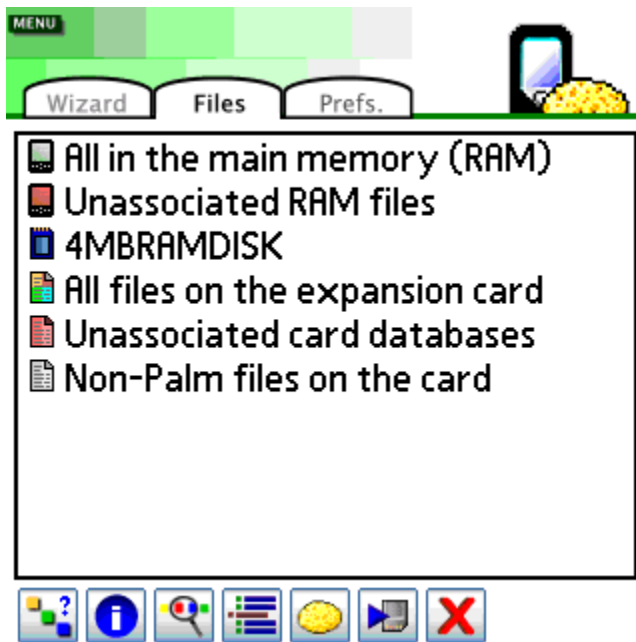 MENU
Wizard Files Prefs.
All in the main memory (RAM)
Unassociated RAM files
4MBRAMDISK
All files on the expansion card
Unassociated card databases
Non-Palm files on the card